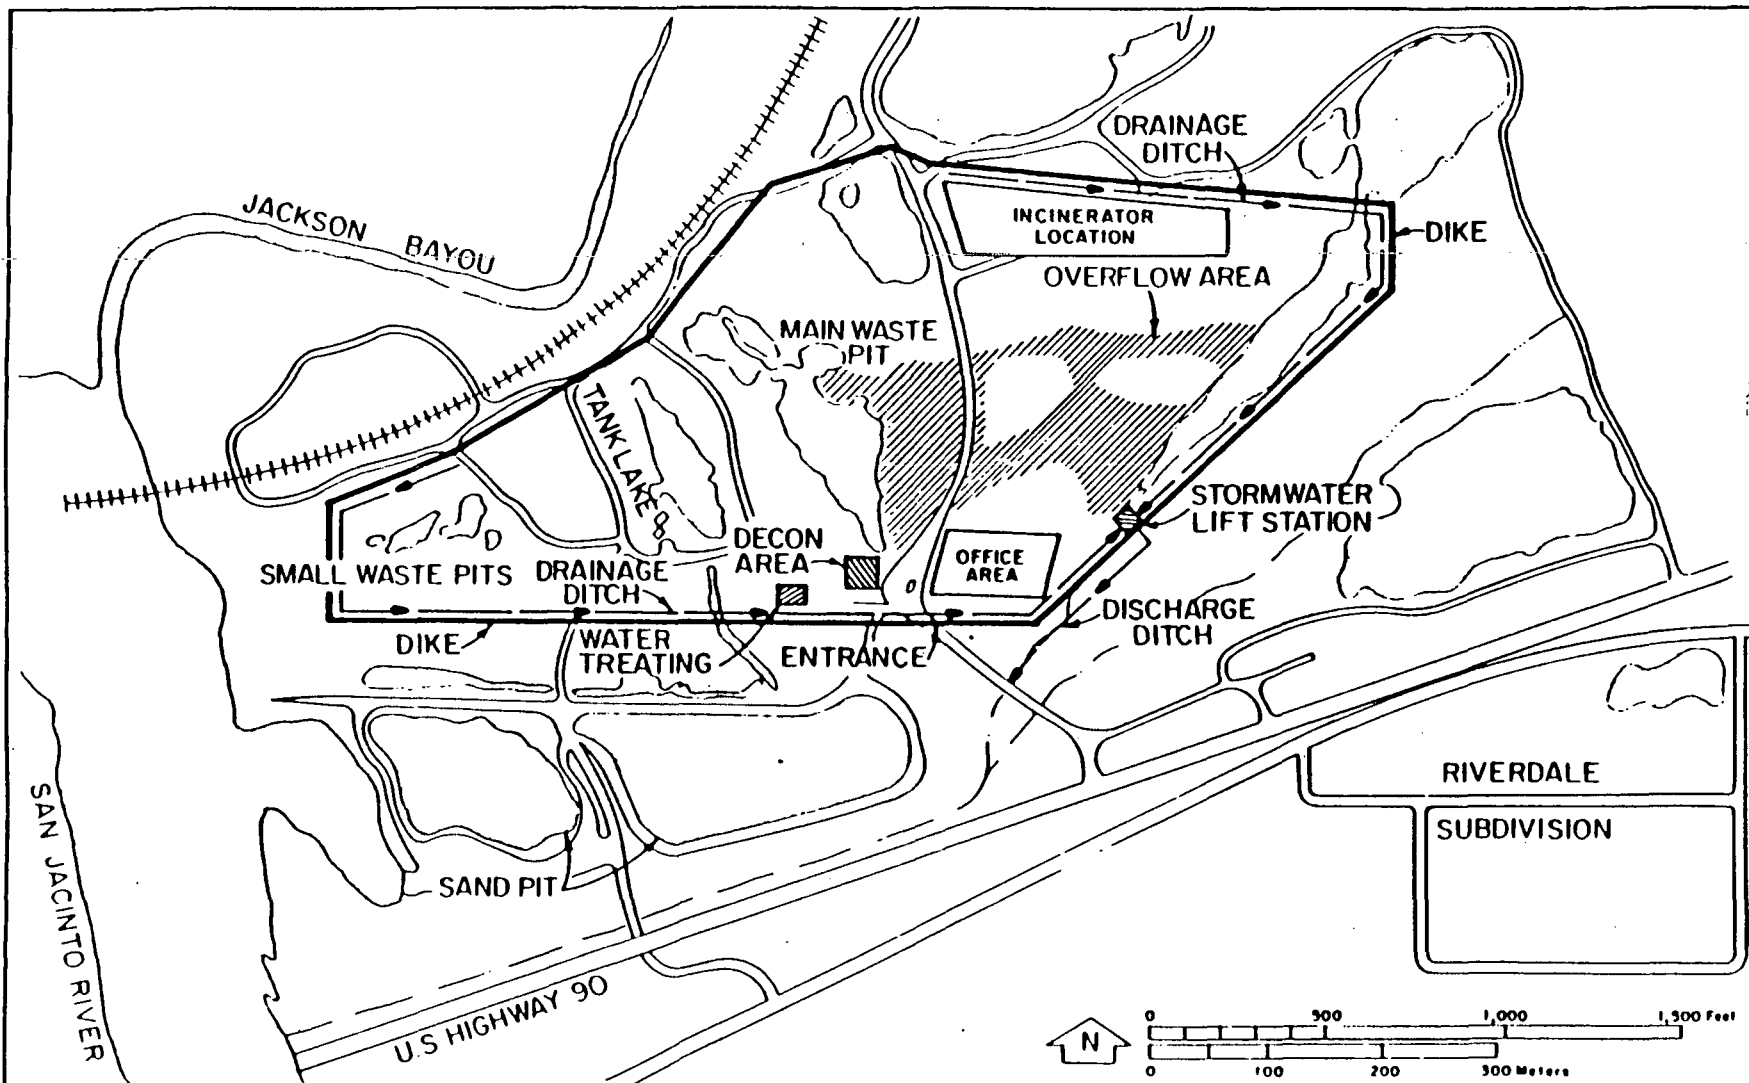 DRAINAGE
DITCH
JACKSON BAYOU
INCINERATOR
LOCATION
DIKE
OVERFLOW AREA
MAIN WASTE
PIT
TANK LAKE
STORMWATER
LIFT STATION
DECON
AREA
OFFICE
AREA
SMALL WASTE PITS
DRAINAGE
DITCH
DISCHARGE
DITCH
DIKE
WATER
TREATING
ENTRANCE
RIVERDALE
SUBDIVISION
SAND PIT
SAN JACINTO RIVER
U.S HIGHWAY 90
N
0 500 1,000 1,500 Feet
0 100 200 300 Meters